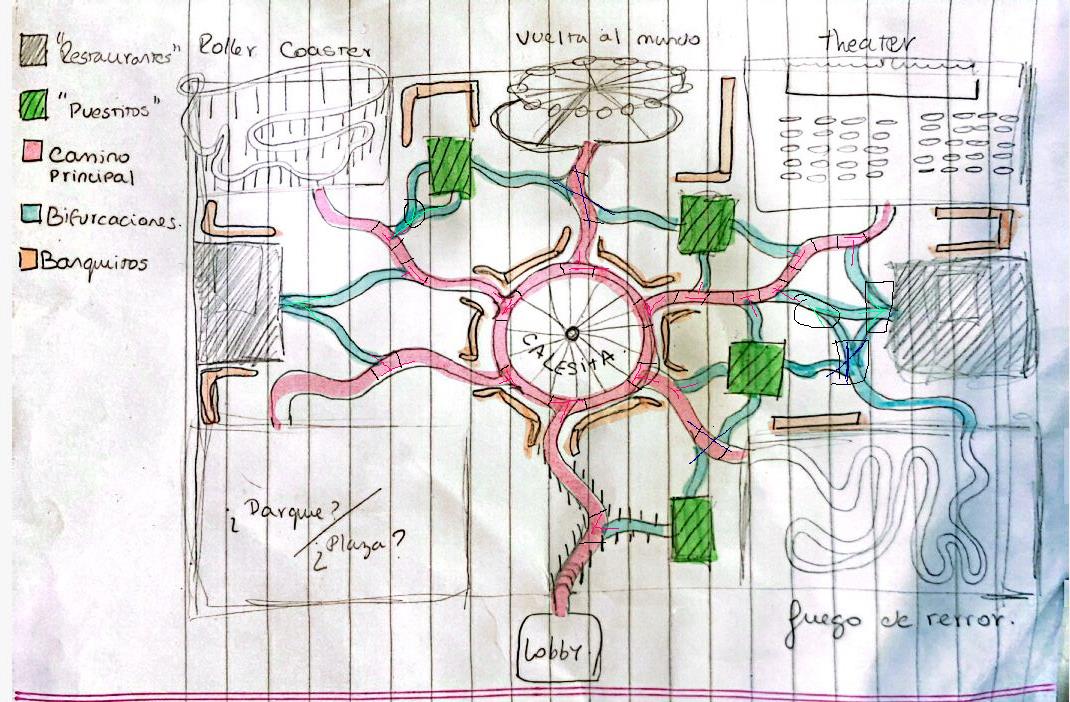 "Restaurantes"
"Puestitos"
Camino
Principal
Bifurcaciones.
Banquitos
Roller Coaster
Vuelta al mundo
theater
CALESITA.
¿Parque?
¿Plaza?
Lobby
Juego de terror.